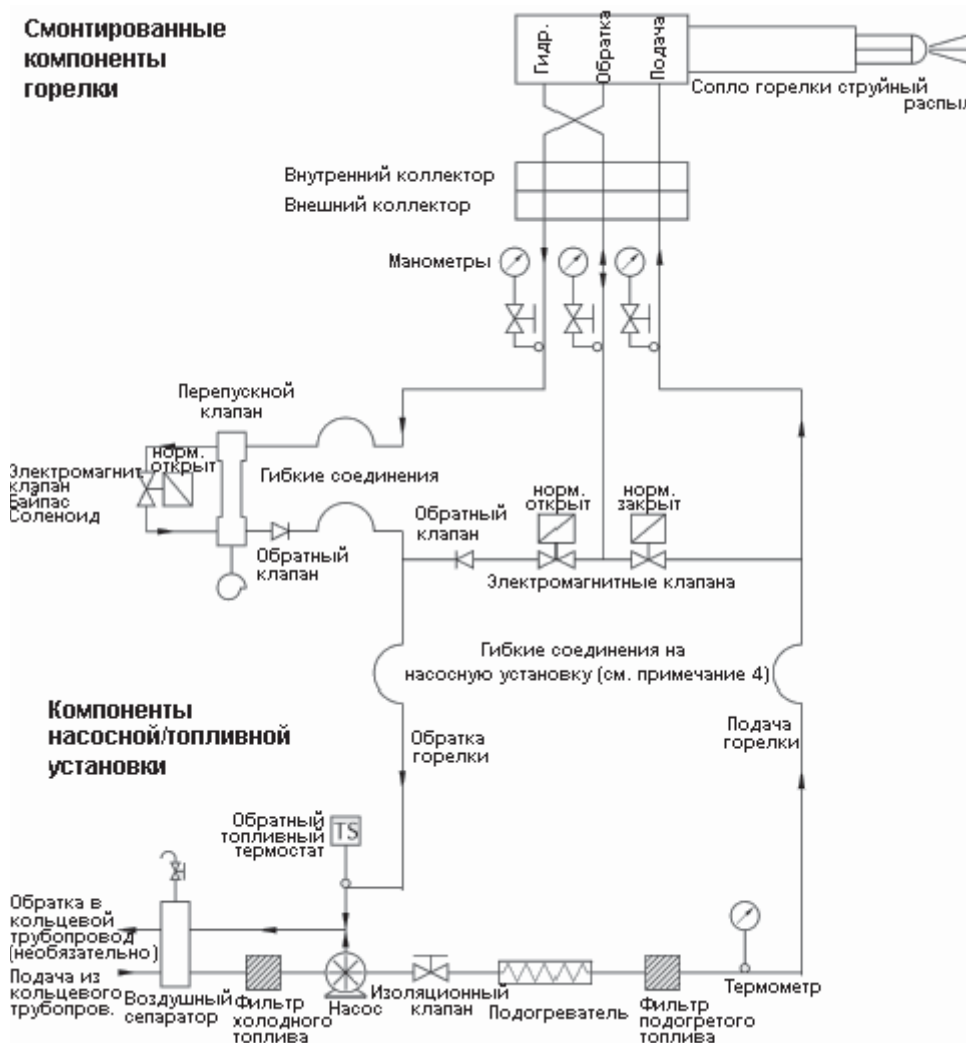 Смонтированные
компоненты
горелки
Гидр.
Обратка
Подача
Сопло горелки струйный
распыл
Внутренний коллектор
Внешний коллектор
Манометры
Перепускной
клапан
норм.
открыт
Электромагнит
клапан
Байпас
Соленоид
Гибкие соединения
Обратный
клапан
Обратный
клапан
норм.
открыт
норм.
закрыт
Электромагнитные клапана
Гибкие соединения на
насосную установку (см. примечание 4)
Компоненты
насосной/топливной
установки
Обратка
горелки
Подача
горелки
Обратный
топливный
термостат
TS
Обратка в
кольцевой
трубопровод
(необязательно)
Подача из
кольцевого
трубопров.
Воздушный
сепаратор
Фильтр
холодного
топлива
Насос
Изоляционный
клапан
Подогреватель
Фильтр
подогретого
топлива
Термометр